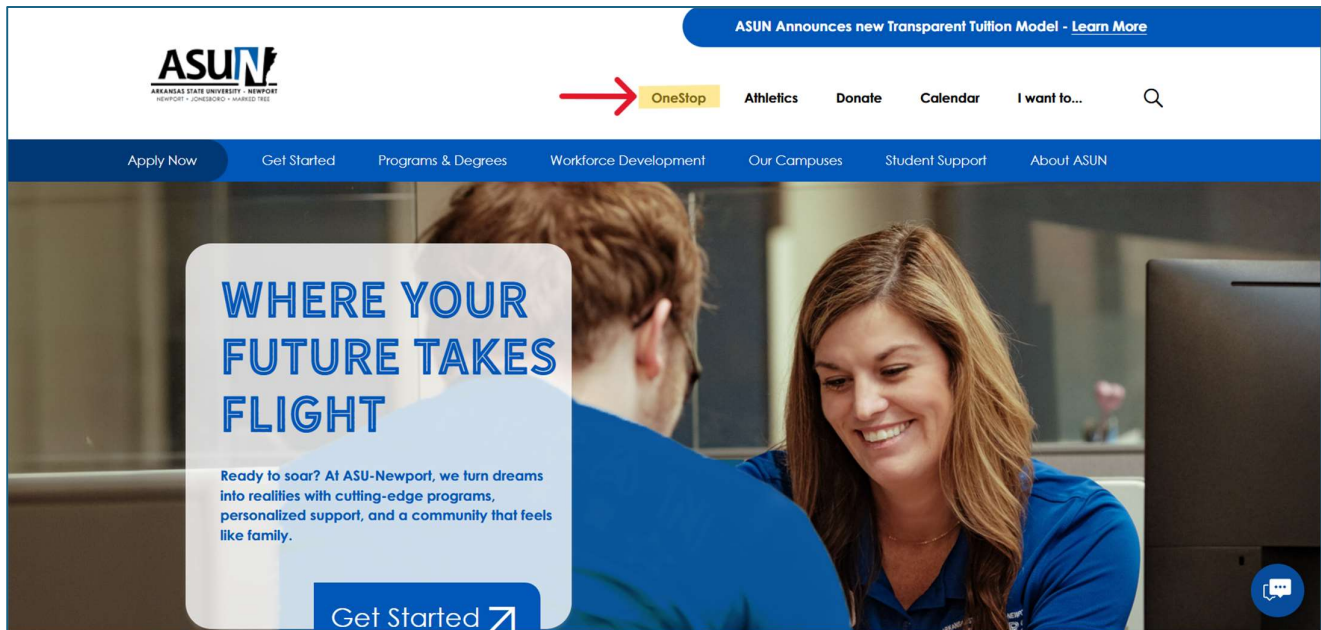 ASUN Announces new Transparent Tuition Model - Learn More
ASUN
ARKANSAS STATE UNIVERSITY - NEWPORT
NEWPORT • JONESBORO • MARKED TREE
OneStop Athletics Donate Calendar I want to...
Apply Now Get Started Programs & Degrees Workforce Development Our Campuses Student Support About ASUN
WHERE YOUR
FUTURE TAKES
FLIGHT
Ready to soar? At ASU-Newport, we turn dreams
into realities with cutting-edge programs,
personalized support, and a community that feels
like family.
Get Started